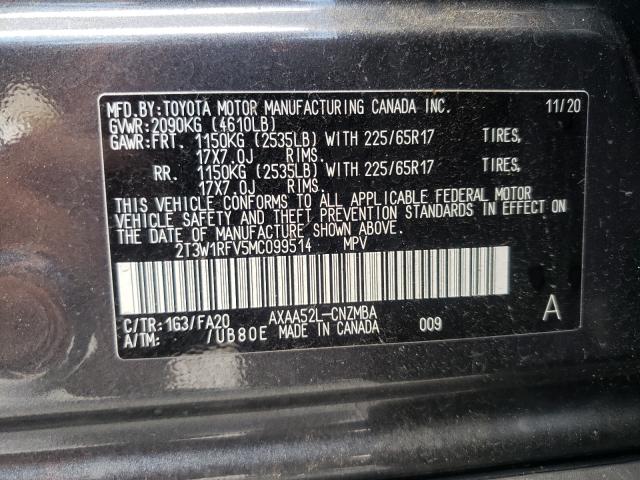 MFD.BY:TOYOTA MOTOR MANUFACTURING CANADA INC. 11/20
GVWR:2090KG (4610LB)
GAWR:FRT. 1150KG (2535LB) WITH 225/65R17 TIRES,
17X7.0J RIMS.
RR. 1150KG (2535LB) WITH 225/65R17 TIRES,
17X7.0J RIMS.
THIS VEHICLE CONFORMS TO ALL APPLICABLE FEDERAL MOTOR
VEHICLE SAFETY AND THEFT PREVENTION STANDARDS IN EFFECT ON
THE DATE OF MANUFACTURE SHOWN ABOVE.
2T3W1RFV5MC099514 MPV
C/TR:1G3/FA20 AXAA52L-CNZMBA A
A/TM: /UB80E MADE IN CANADA 009